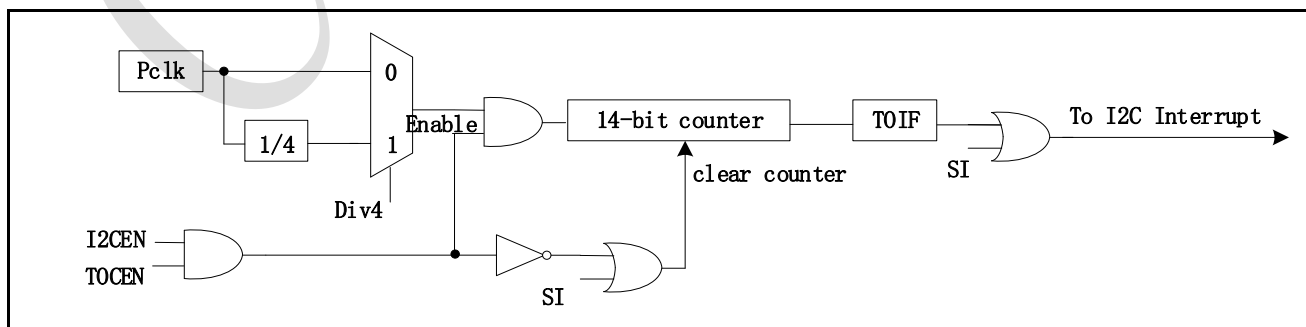 Pclk
0
To I2C Interrupt
Enable
14-bit counter
TOIF
1/4
1
SI
clear counter
Div4
I2CEN
TOCEN
SI